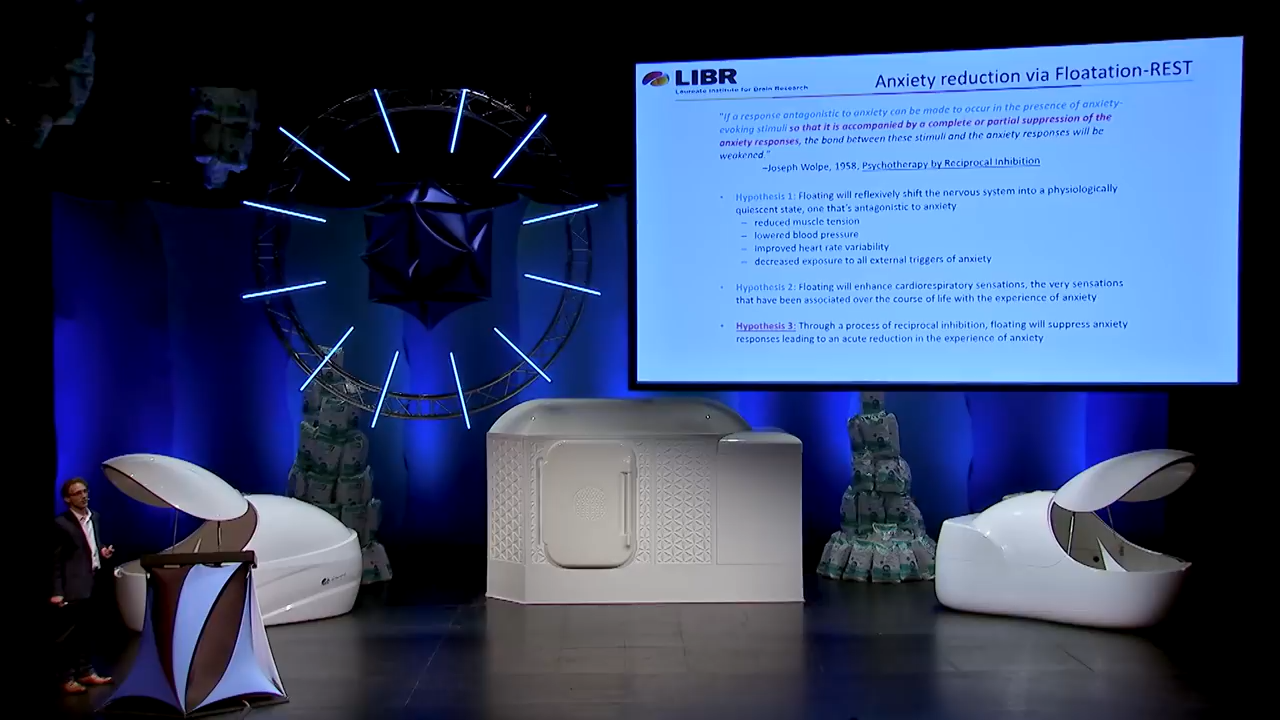 LIBR
Laureate Institute for Brain Research
Anxiety reduction via Floatation-REST
"If a response antagonistic to anxiety can be made to occur in the presence of anxiety-
evoking stimuli so that it is accompanied by a complete or partial suppression of the
anxiety responses, the bond between these stimuli and the anxiety responses will be
weakened."
–Joseph Wolpe, 1958, Psychotherapy by Reciprocal Inhibition
• Hypothesis 1: Floating will reflexively shift the nervous system into a physiologically
quiescent state, one that's antagonistic to anxiety
– reduced muscle tension
– lowered blood pressure
– improved heart rate variability
– decreased exposure to all external triggers of anxiety
• Hypothesis 2: Floating will enhance cardiorespiratory sensations, the very sensations
that have been associated over the course of life with the experience of anxiety
• Hypothesis 3: Through a process of reciprocal inhibition, floating will suppress anxiety
responses leading to an acute reduction in the experience of anxiety